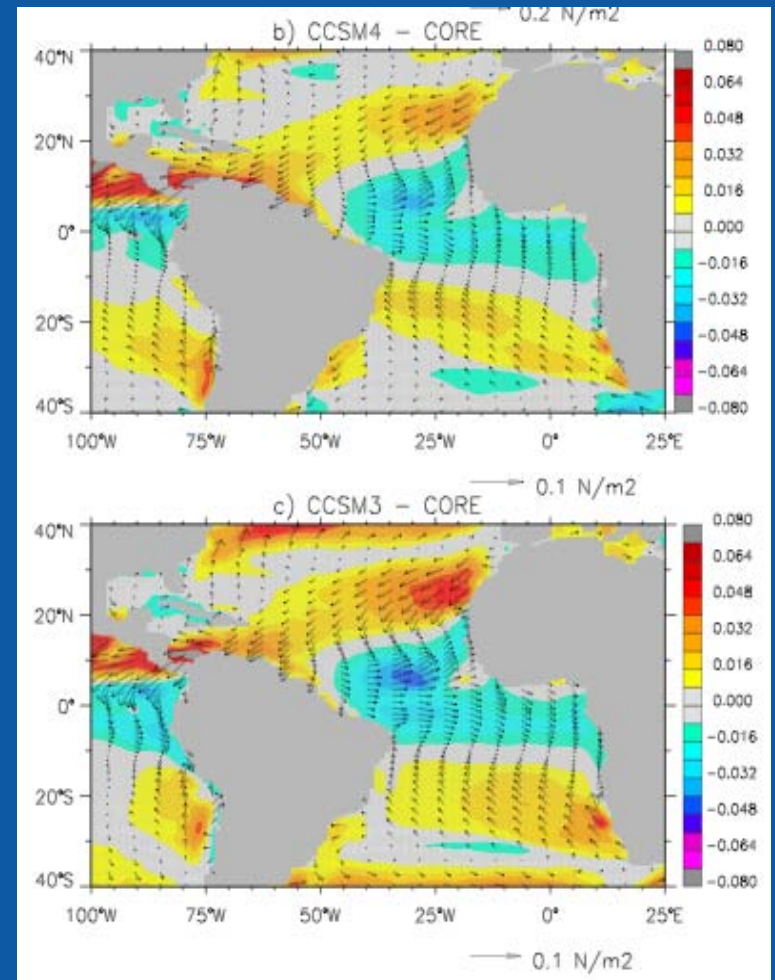 0.2 N/m2
b) CCSM4 – CORE
40°N
20°N
0°
20°S
40°S
100°W 75°W 50°W 25°W 0° 25°E
0.080
0.064
0.048
0.032
0.016
0.000
−0.016
−0.032
−0.048
−0.064
−0.080
0.1 N/m2
c) CCSM3 – CORE
40°N
20°N
0°
20°S
40°S
100°W 75°W 50°W 25°W 0° 25°E
0.080
0.064
0.048
0.032
0.016
0.000
−0.016
−0.032
−0.048
−0.064
−0.080
0.1 N/m2